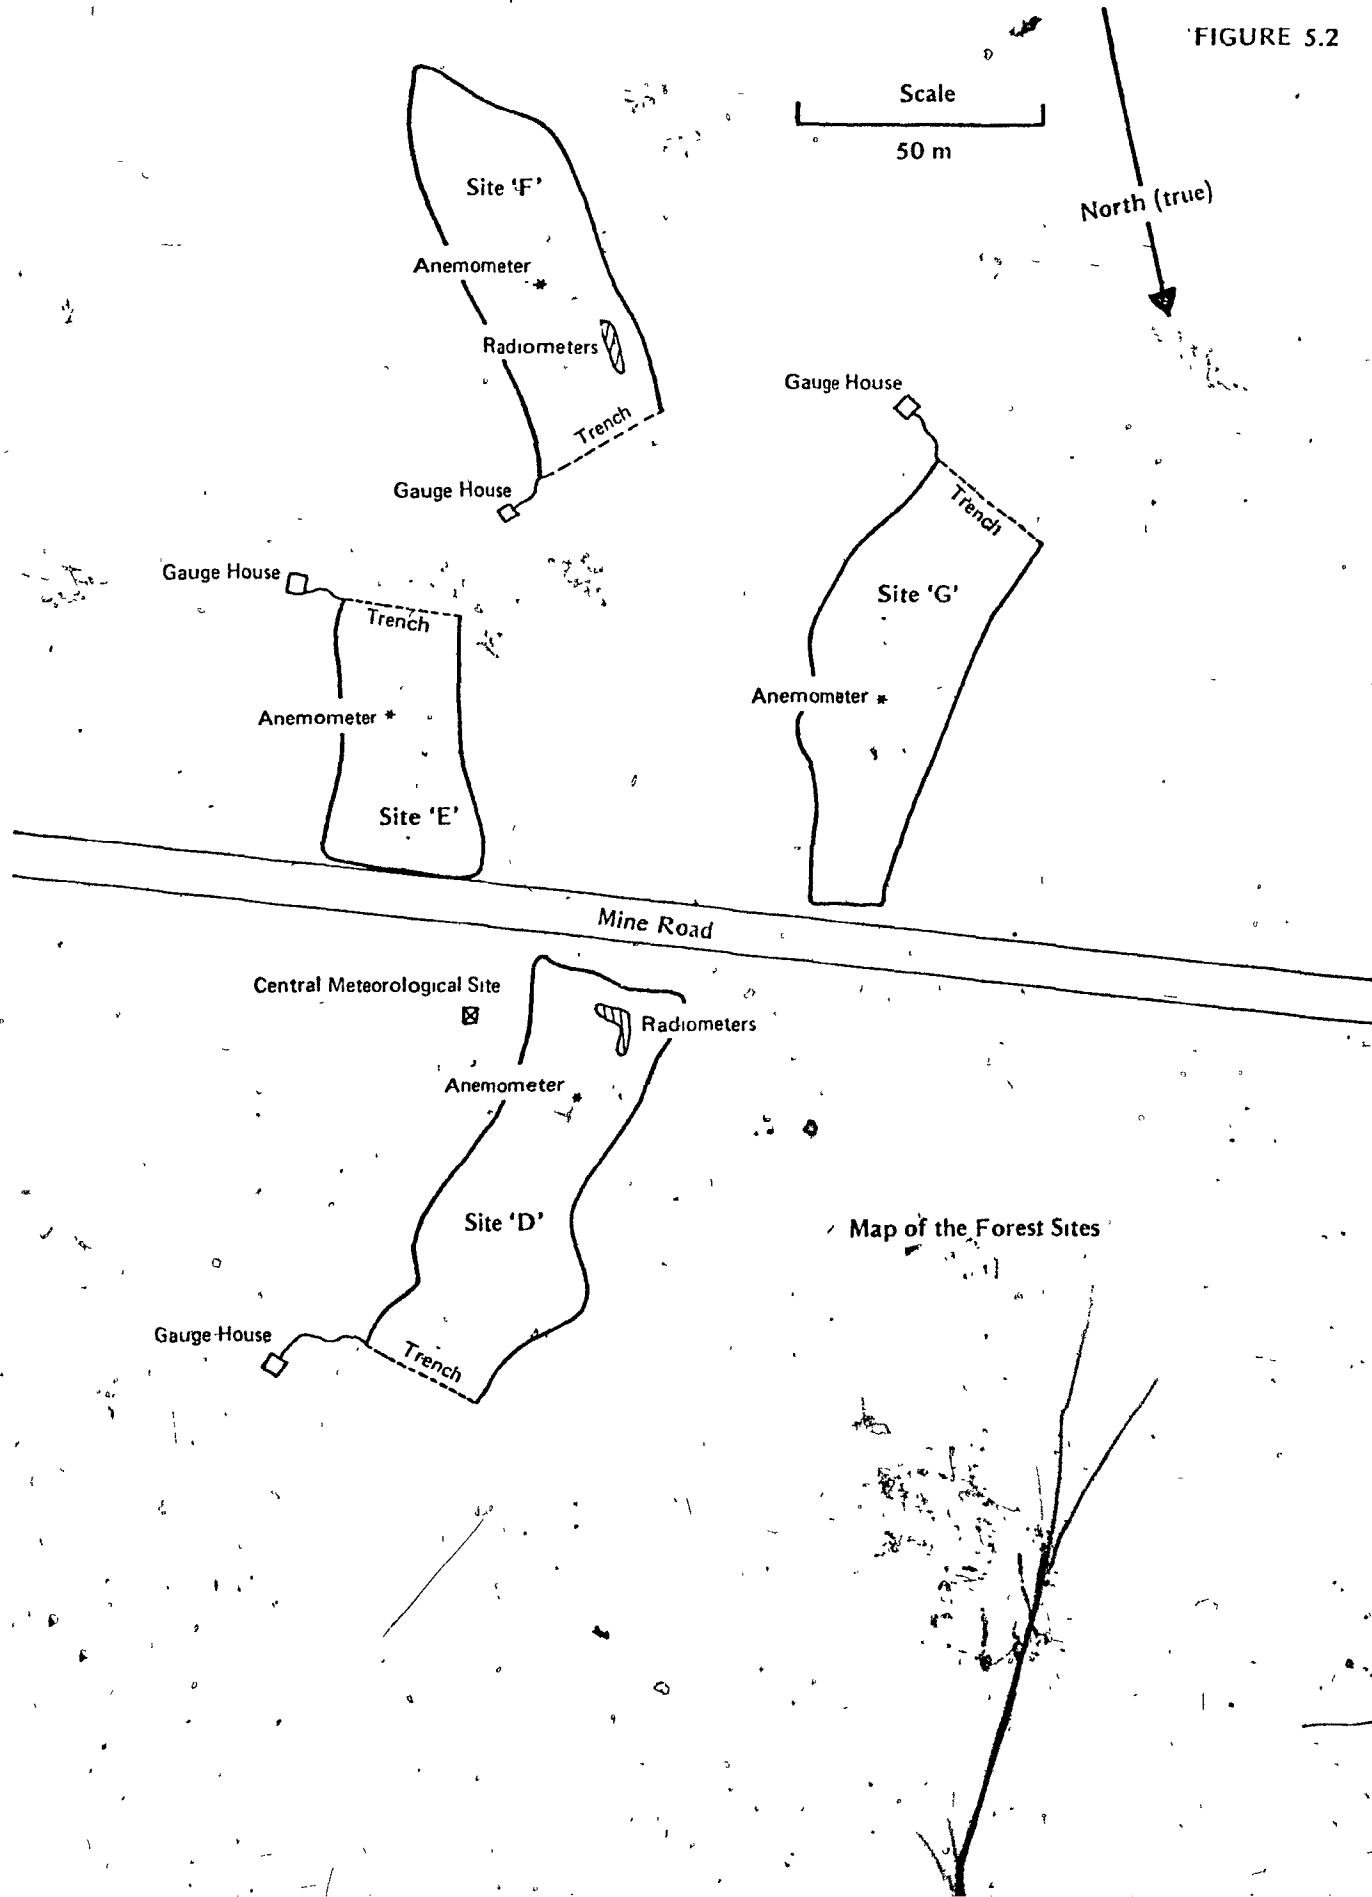 FIGURE 5.2
Scale
50 m
North (true)
Site ‘F’
Anemometer
Radiometers
Trench
Gauge House
Gauge House
Trench
Site ‘G’
Anemometer
Gauge House
Trench
Anemometer
Site ‘E’
Mine Road
Central Meteorological Site
Radiometers
Anemometer
Site ‘D’
Gauge House
Trench
Map of the Forest Sites